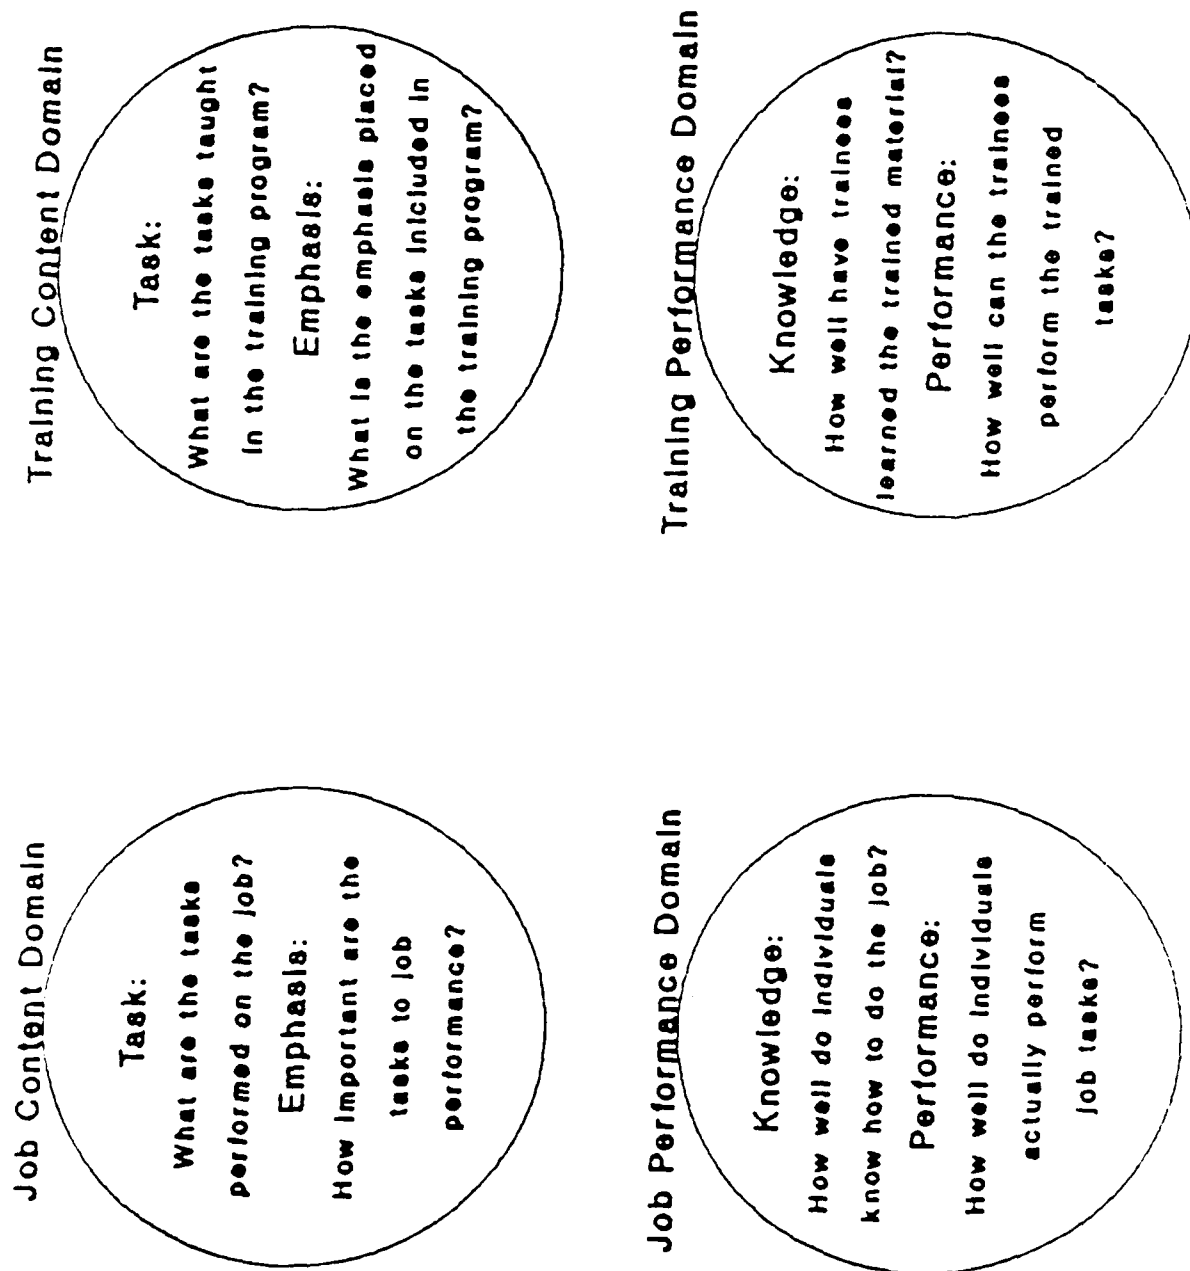 Job Content Domain
Task:
What are the tasks
performed on the job?
Emphasis:
How important are the
tasks to job
performance?
Training Content Domain
Task:
What are the tasks taught
in the training program?
Emphasis:
What is the emphasis placed
on the tasks inicluded in
the training program?
Job Performance Domain
Knowledge:
How well do individuals
know how to do the job?
Performance:
How well do individuals
actually perform
job tasks?
Training Performance Domain
Knowledge:
How well have trainees
learned the trained material?
Performance:
How well can the trainees
perform the trained
tasks?